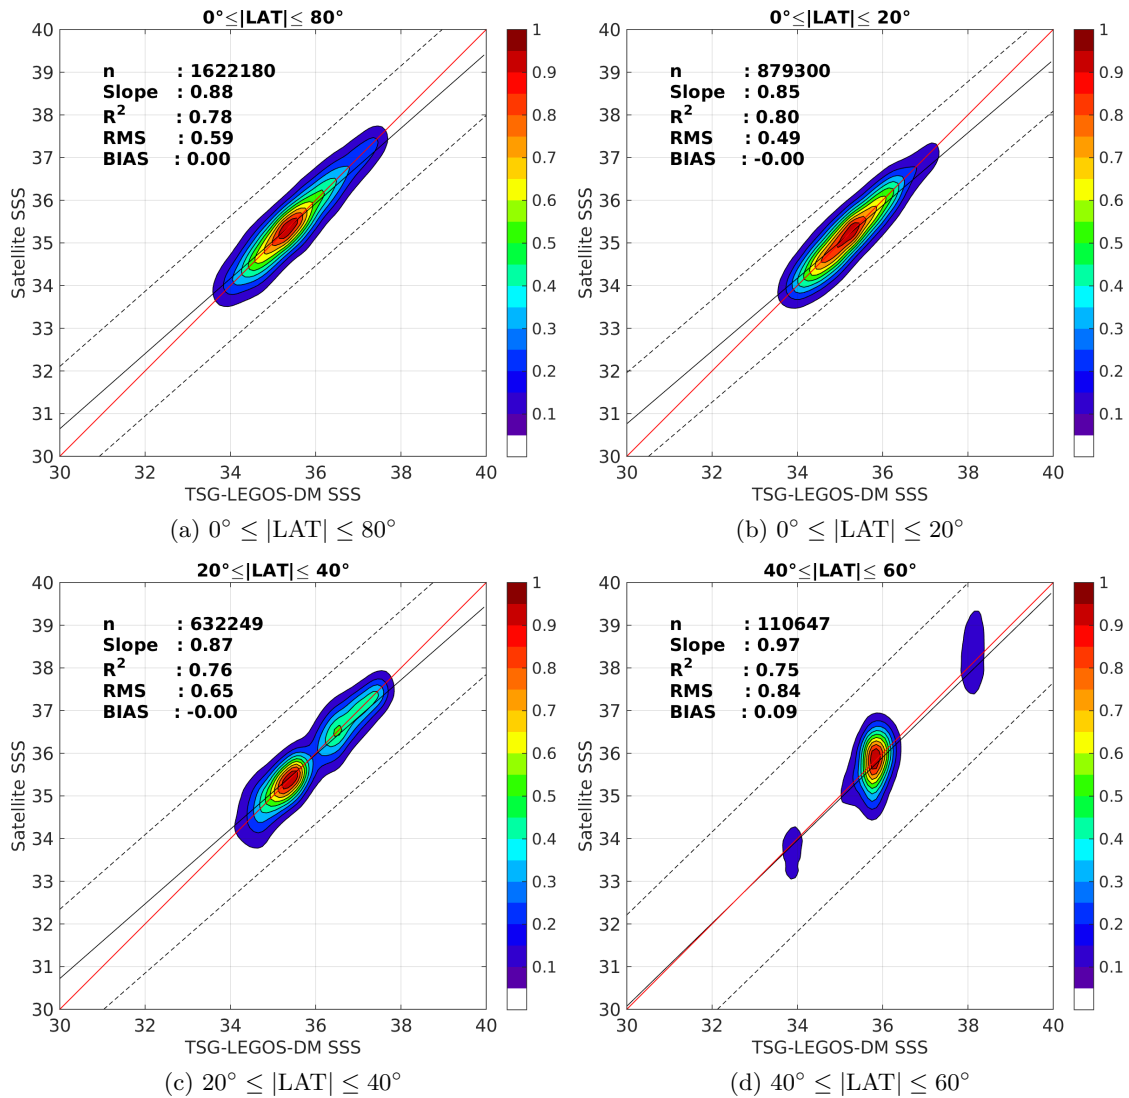 0°≤|LAT|≤ 80°
n : 1622180
Slope : 0.88
R² : 0.78
RMS : 0.59
BIAS : 0.00
40
39
38
37
36
35
34
33
32
31
30
30 32 34 36 38 40
Satellite SSS
TSG-LEGOS-DM SSS
1
0.9
0.8
0.7
0.6
0.5
0.4
0.3
0.2
0.1
(a) 0° ≤ |LAT| ≤ 80°
0°≤|LAT|≤ 20°
n : 879300
Slope : 0.85
R² : 0.80
RMS : 0.49
BIAS : -0.00
40
39
38
37
36
35
34
33
32
31
30
30 32 34 36 38 40
Satellite SSS
TSG-LEGOS-DM SSS
1
0.9
0.8
0.7
0.6
0.5
0.4
0.3
0.2
0.1
(b) 0° ≤ |LAT| ≤ 20°
20°≤|LAT|≤ 40°
n : 632249
Slope : 0.87
R² : 0.76
RMS : 0.65
BIAS : -0.00
40
39
38
37
36
35
34
33
32
31
30
30 32 34 36 38 40
Satellite SSS
TSG-LEGOS-DM SSS
1
0.9
0.8
0.7
0.6
0.5
0.4
0.3
0.2
0.1
(c) 20° ≤ |LAT| ≤ 40°
40°≤|LAT|≤ 60°
n : 110647
Slope : 0.97
R² : 0.75
RMS : 0.84
BIAS : 0.09
40
39
38
37
36
35
34
33
32
31
30
30 32 34 36 38 40
Satellite SSS
TSG-LEGOS-DM SSS
1
0.9
0.8
0.7
0.6
0.5
0.4
0.3
0.2
0.1
(d) 40° ≤ |LAT| ≤ 60°